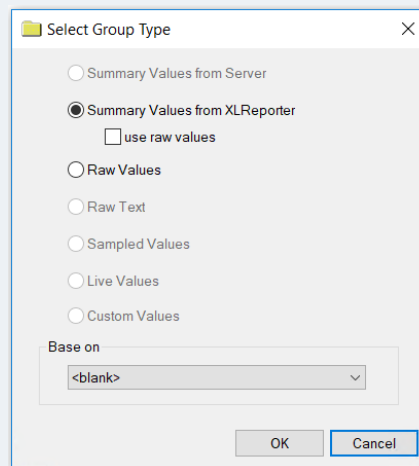 Select Group Type
Summary Values from Server
Summary Values from XLReporter
use raw values
Raw Values
Raw Text
Sampled Values
Live Values
Custom Values
Base on
<blank>
OK Cancel